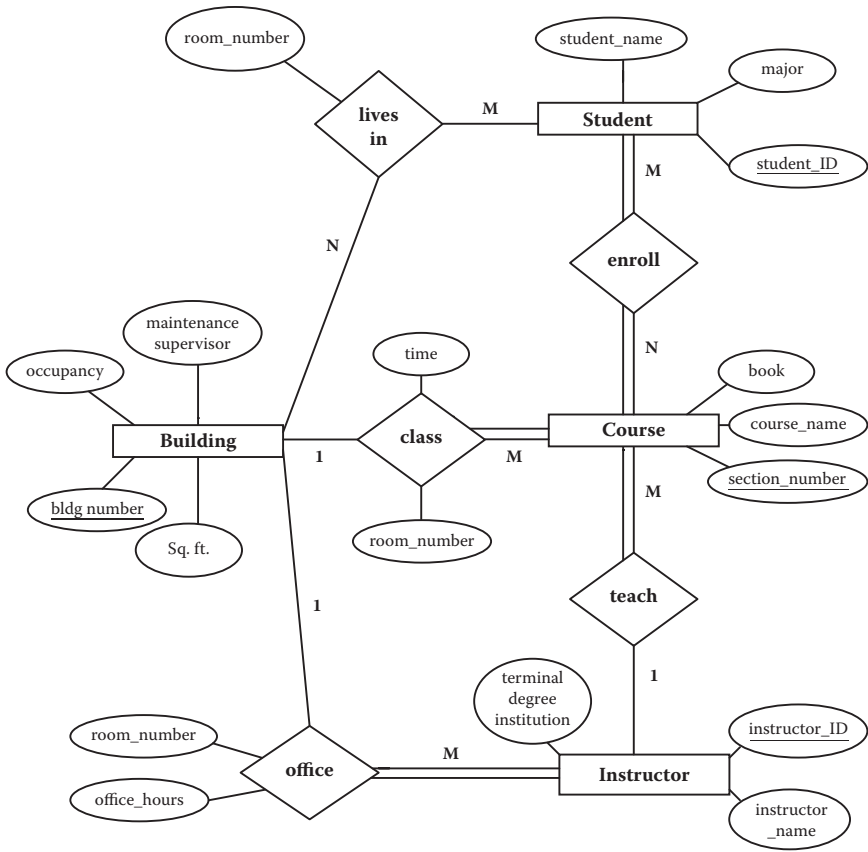 room_number
student_name
major
lives
in
M
Student
student_ID
M
N
enroll
maintenance
supervisor
time
N
book
occupancy
course_name
Building
class
Course
1
M
section_number
M
bldg number
Sq. ft.
room_number
teach
1
terminal
degree
institution
1
room_number
instructor_ID
M
office
Instructor
office_hours
instructor
_name